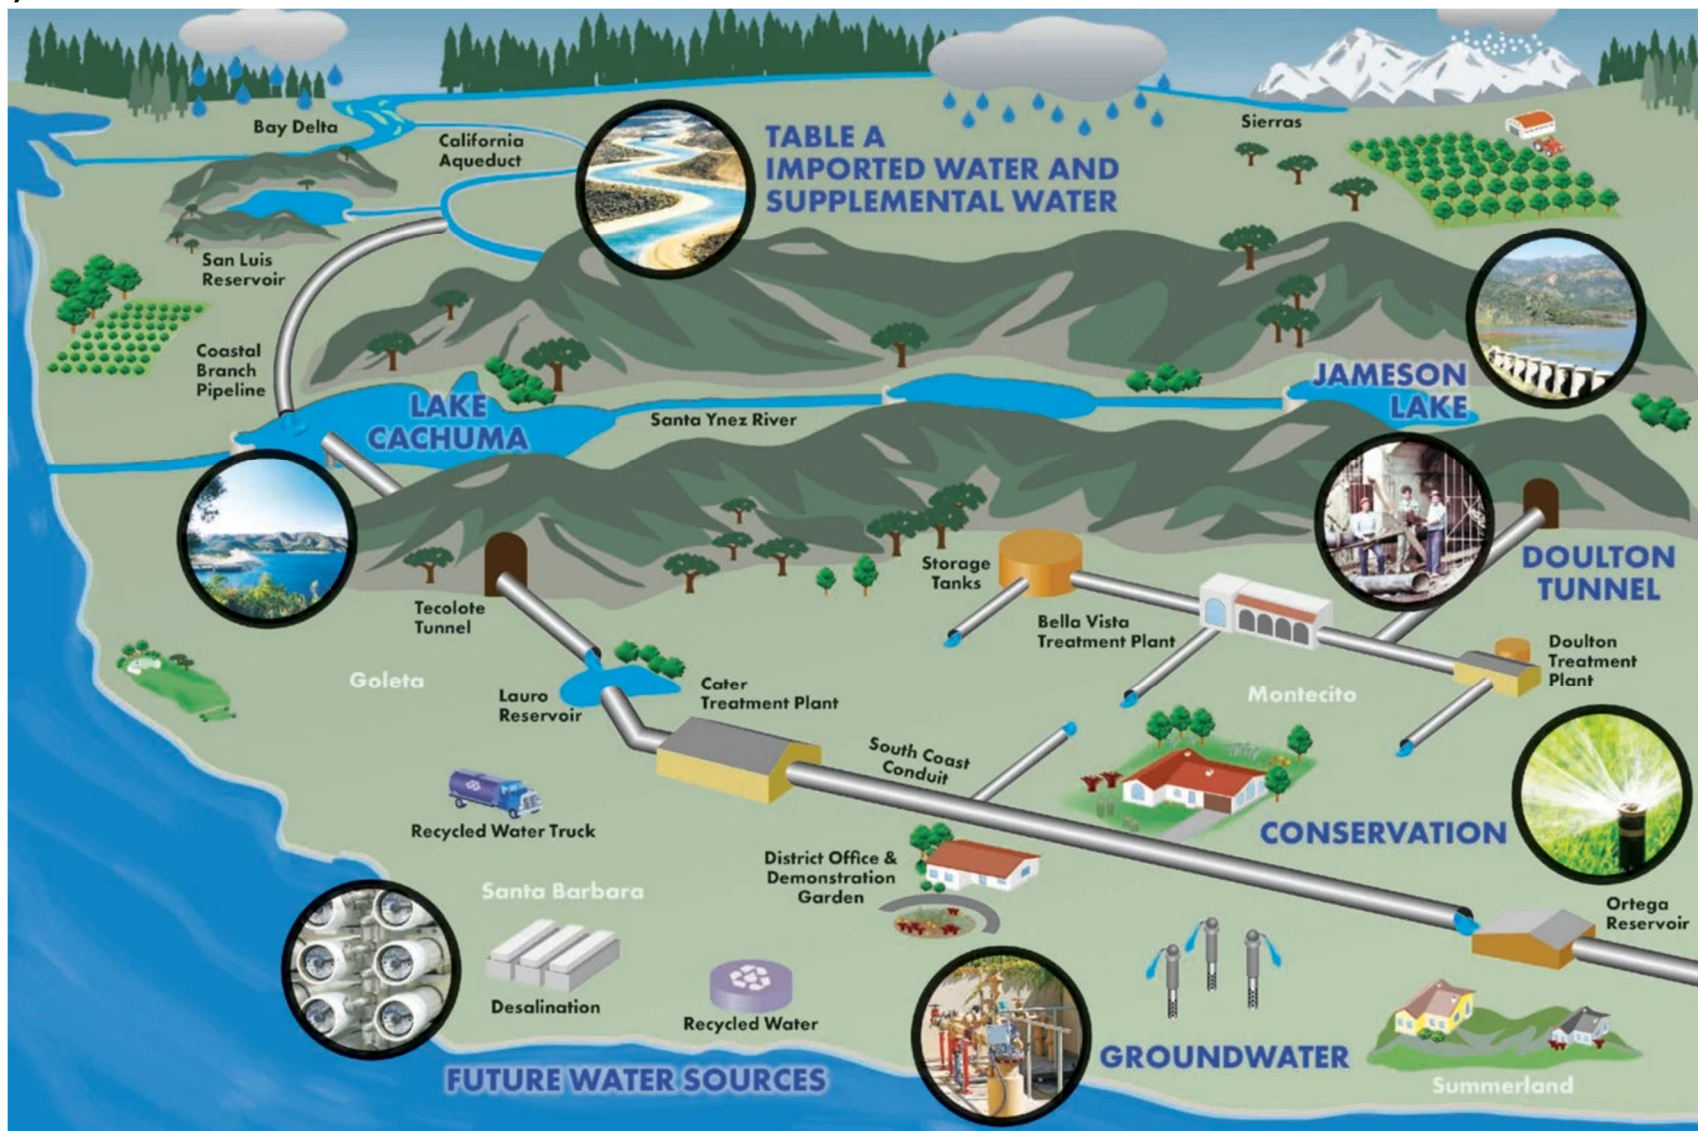 Bay Delta
California
Aqueduct
TABLE A
IMPORTED WATER AND
SUPPLEMENTAL WATER
Sierras
San Luis
Reservoir
Coastal
Branch
Pipeline
LAKE
CACHUMA
Santa Ynez River
JAMESON
LAKE
Tecolote
Tunnel
Storage
Tanks
Bella Vista
Treatment Plant
DOULTON
TUNNEL
Doulton
Treatment
Plant
Goleta
Lauro
Reservoir
Cater
Treatment Plant
Montecito
South Coast
Conduit
Recycled Water Truck
CONSERVATION
District Office &
Demonstration
Garden
Santa Barbara
Ortega
Reservoir
Desalination
Recycled Water
FUTURE WATER SOURCES
GROUNDWATER
Summerland